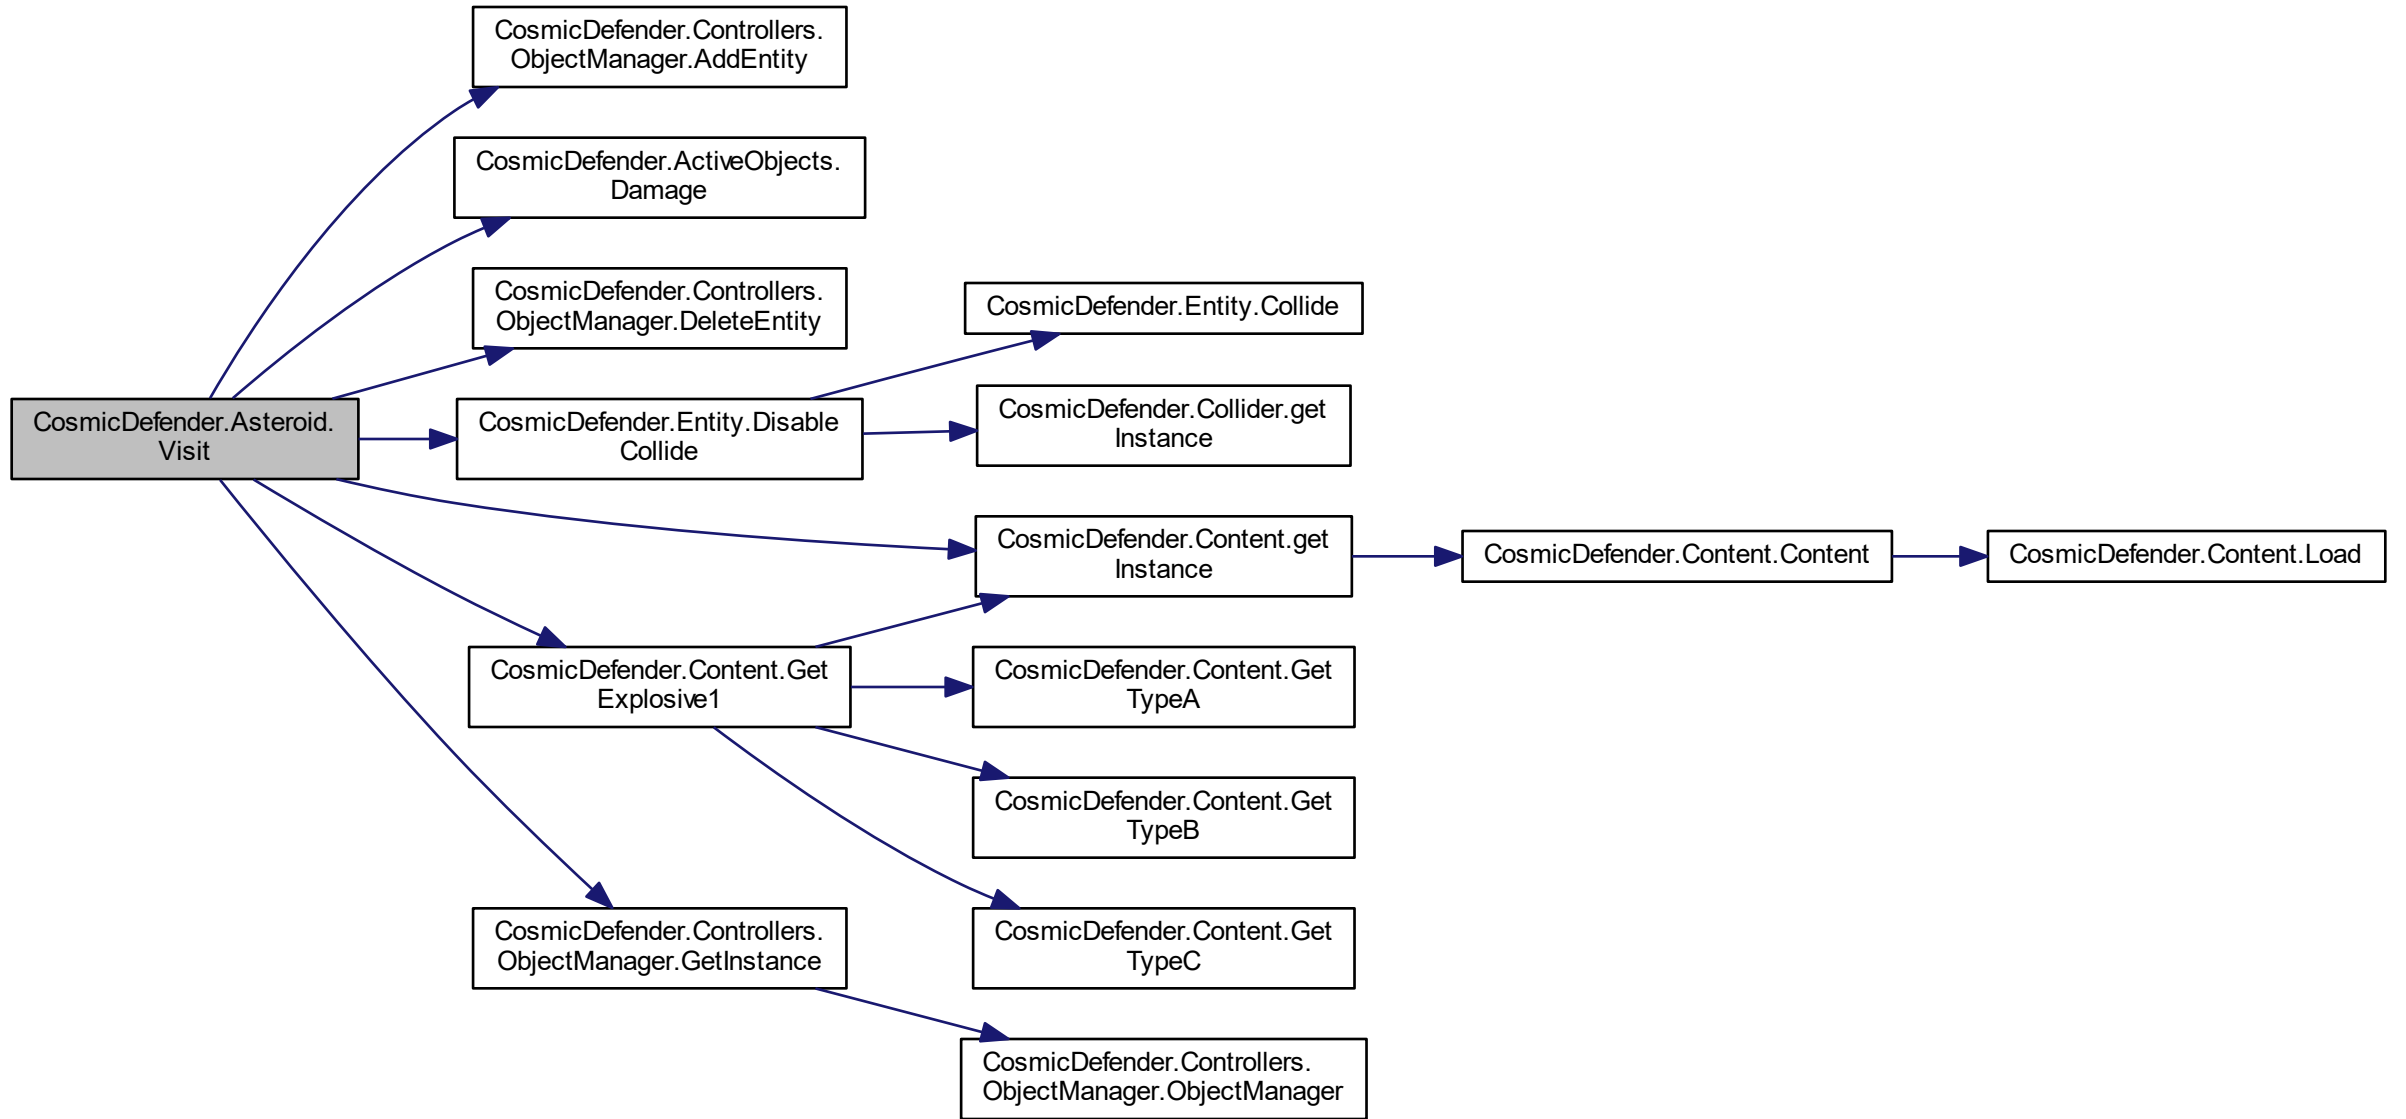 CosmicDefender.Controllers.
ObjectManager.AddEntity
CosmicDefender.ActiveObjects.
Damage
CosmicDefender.Controllers.
ObjectManager.DeleteEntity
CosmicDefender.Entity.Collide
CosmicDefender.Asteroid.
Visit
CosmicDefender.Entity.Disable
Collide
CosmicDefender.Collider.get
Instance
CosmicDefender.Content.get
Instance
CosmicDefender.Content.Content
CosmicDefender.Content.Load
CosmicDefender.Content.Get
Explosive1
CosmicDefender.Content.Get
TypeA
CosmicDefender.Content.Get
TypeB
CosmicDefender.Controllers.
ObjectManager.GetInstance
CosmicDefender.Content.Get
TypeC
CosmicDefender.Controllers.
ObjectManager.ObjectManager